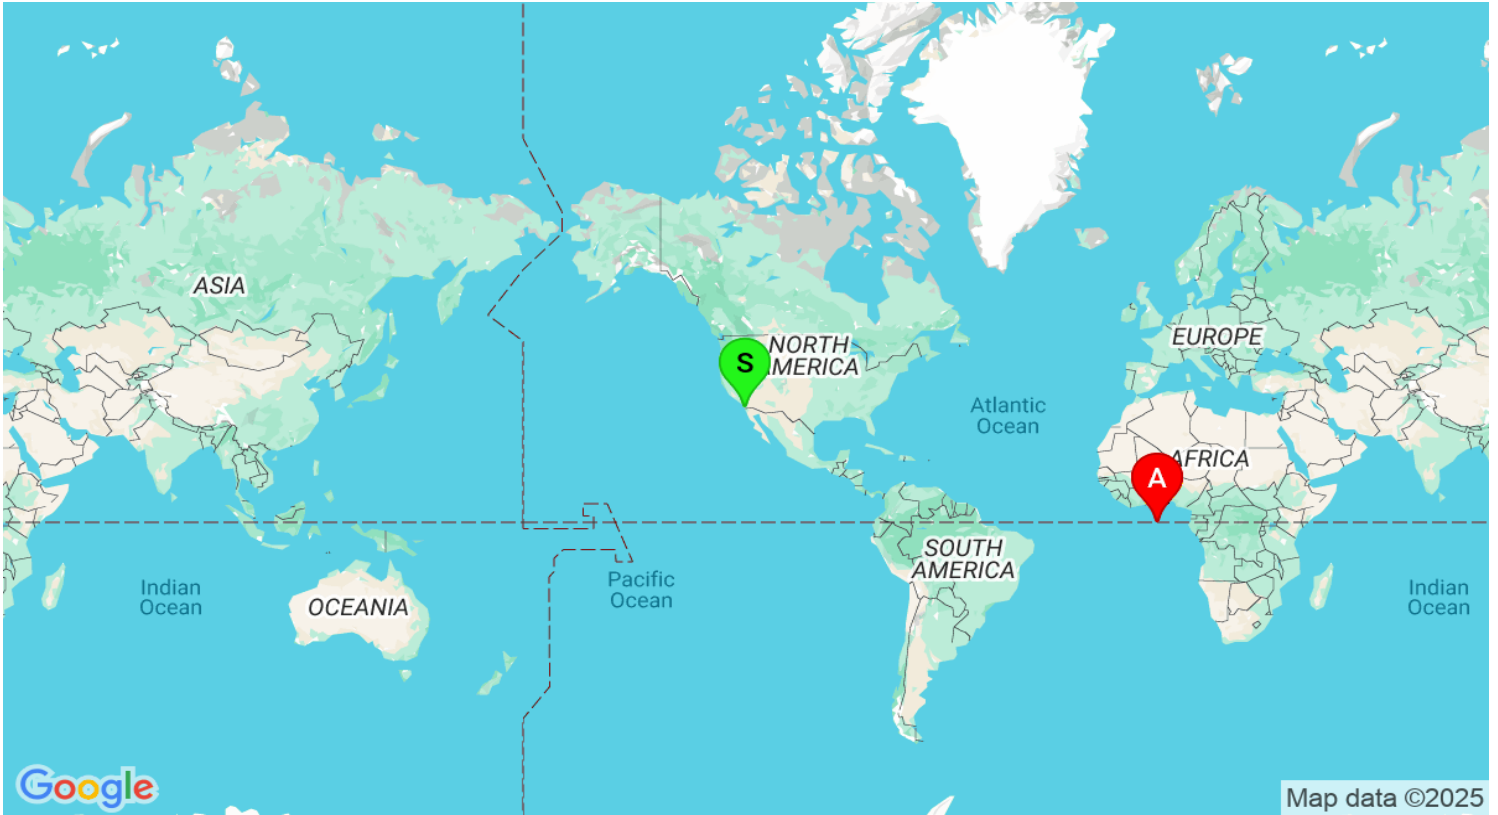 ASIA
NORTH
S
MERICA
EUROPE
Atlantic
Ocean
AFRICA
A
SOUTH
AMERICA
Indian
Ocean
OCEANIA
Pacific
Ocean
Indian
Ocean
Google
Map data ©2025